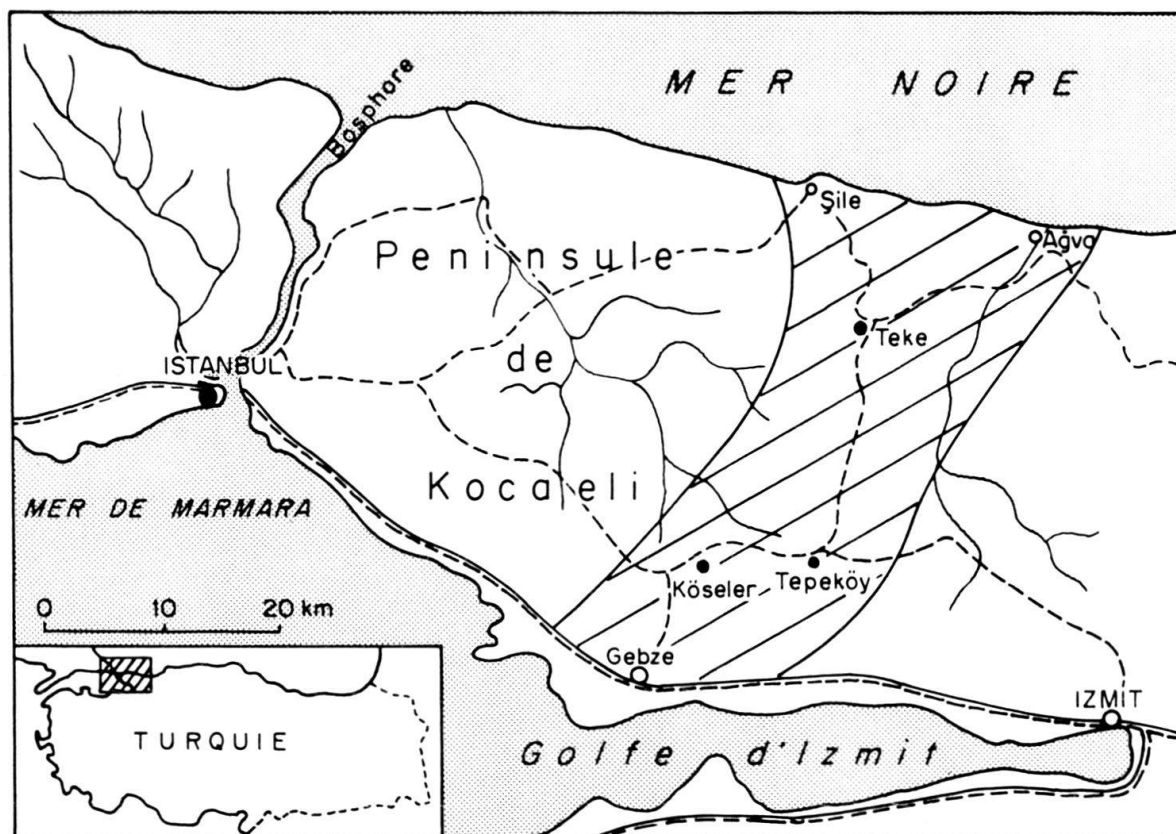 MER NOIRE
Bosphore
Şile
Ağva
Péninsule
Teke
ISTANBUL
de
Kocaeli
MER DE MARMARA
Köseler
Tepeköy
0 10 20 km
Gebze
IZMIT
TURQUIE
Golfe d'Izmit